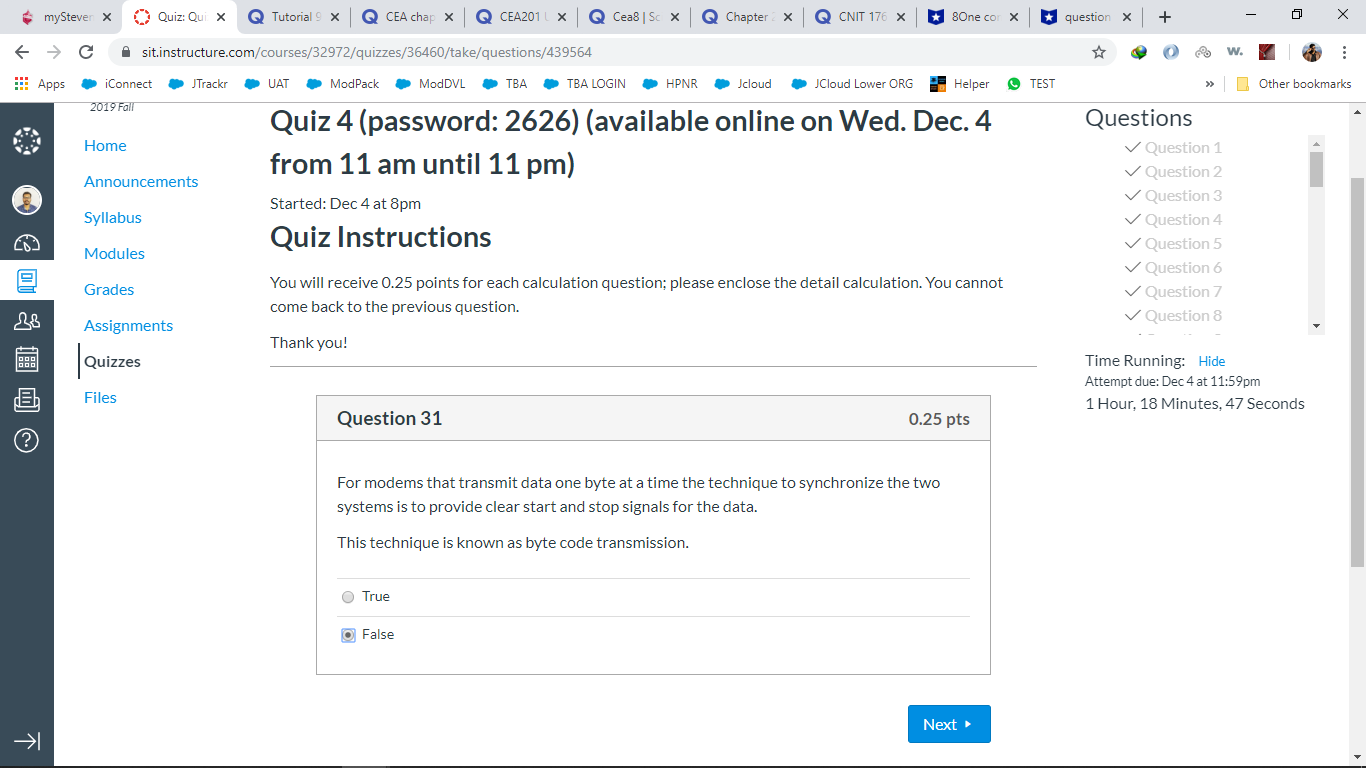 mySteven
Quiz: Qui
Tutorial 9
CEA chap
CEA201 U
Cea8 | Sc
Chapter 2
CNIT 176
8One cor
question
sit.instructure.com/courses/32972/quizzes/36460/take/questions/439564
w.
Apps iConnect JTrackr UAT ModPack ModDVL TBA TBA LOGIN HPNR Jcloud JCloud Lower ORG Helper TEST » Other bookmarks
2019 Fall
Home
Announcements
Syllabus
Modules
Grades
Assignments
Quizzes
Files
Quiz 4 (password: 2626) (available online on Wed. Dec. 4
from 11 am until 11 pm)
Started: Dec 4 at 8pm
Quiz Instructions
You will receive 0.25 points for each calculation question; please enclose the detail calculation. You cannot
come back to the previous question.
Thank you!
Question 31 0.25 pts
For modems that transmit data one byte at a time the technique to synchronize the two
systems is to provide clear start and stop signals for the data.
This technique is known as byte code transmission.
True
False
Next
Questions
Question 1
Question 2
Question 3
Question 4
Question 5
Question 6
Question 7
Question 8
Time Running: Hide
Attempt due: Dec 4 at 11:59pm
1 Hour, 18 Minutes, 47 Seconds